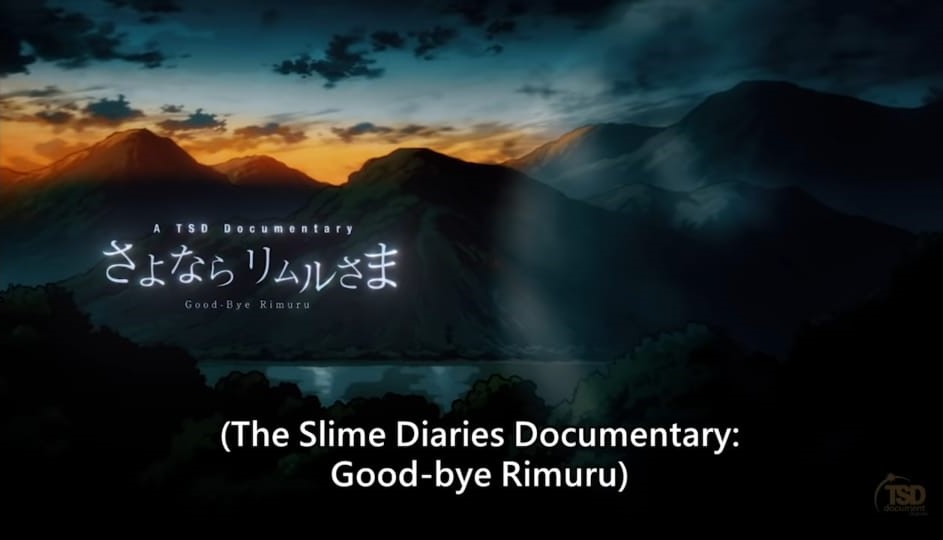 A TSD Documentary
さよなら リムルさま
Good-Bye Rimuru
(The Slime Diaries Documentary:
Good-bye Rimuru)
TSD
document